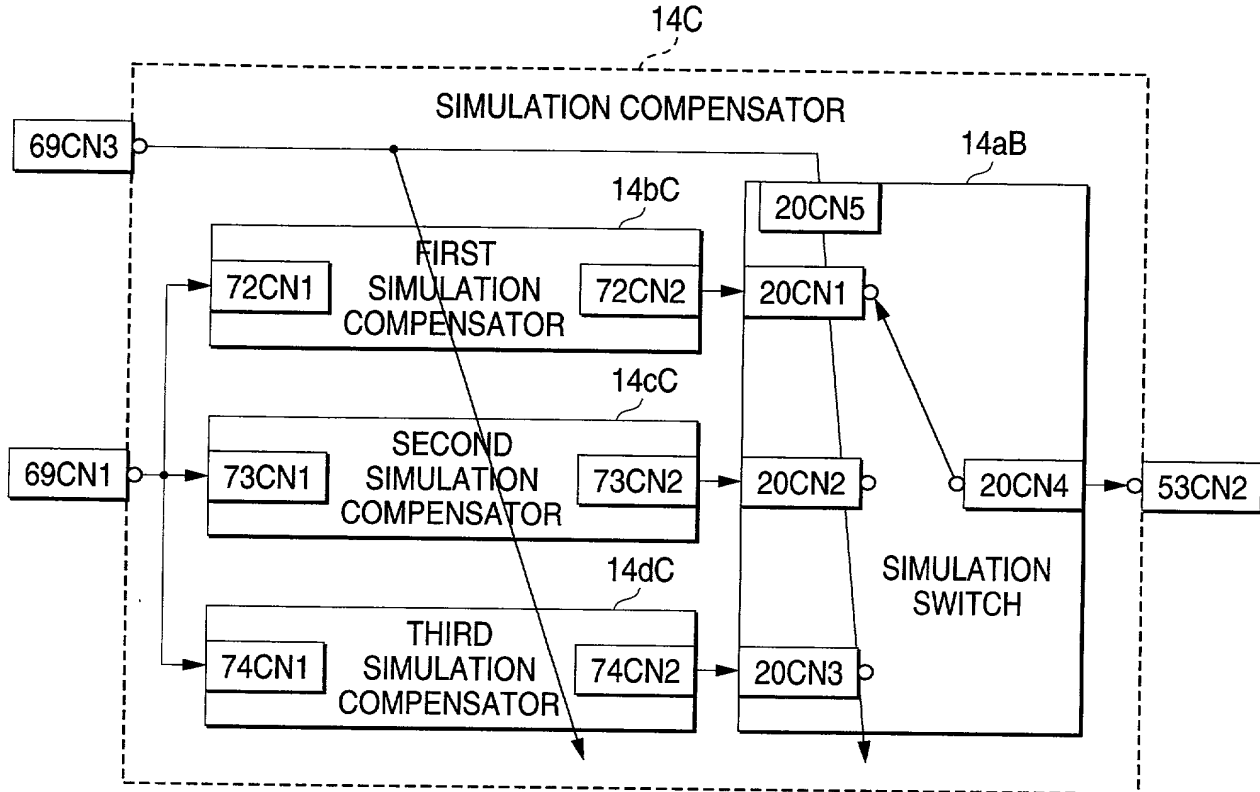 14C
SIMULATION COMPENSATOR
69CN3
14aB
14bC
20CN5
FIRST
SIMULATION
COMPENSATOR
72CN1
72CN2
20CN1
14cC
SECOND
SIMULATION
COMPENSATOR
69CN1
73CN1
73CN2
20CN2
20CN4
53CN2
14dC
SIMULATION
SWITCH
THIRD
SIMULATION
COMPENSATOR
74CN1
74CN2
20CN3